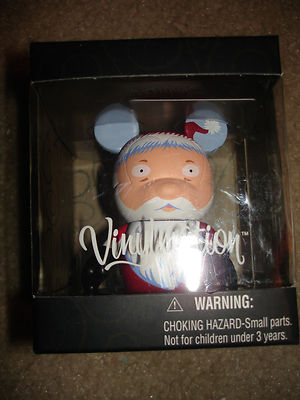 Vinylmation™
⚠ WARNING:
CHOKING HAZARD-Small parts.
Not for children under 3 years.